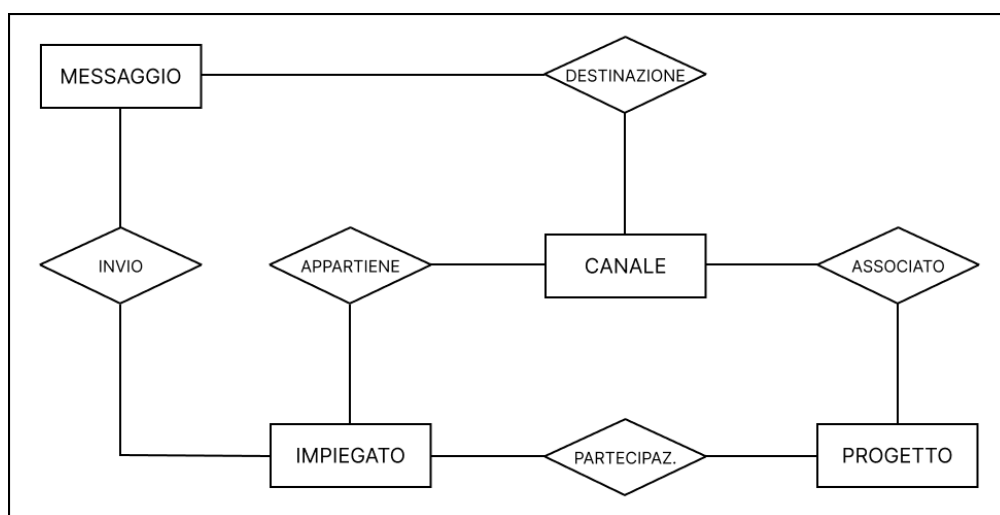 MESSAGGIO
DESTINAZIONE
INVIO
APPARTIENE
CANALE
ASSOCIATO
IMPIEGATO
PARTECIPAZ.
PROGETTO